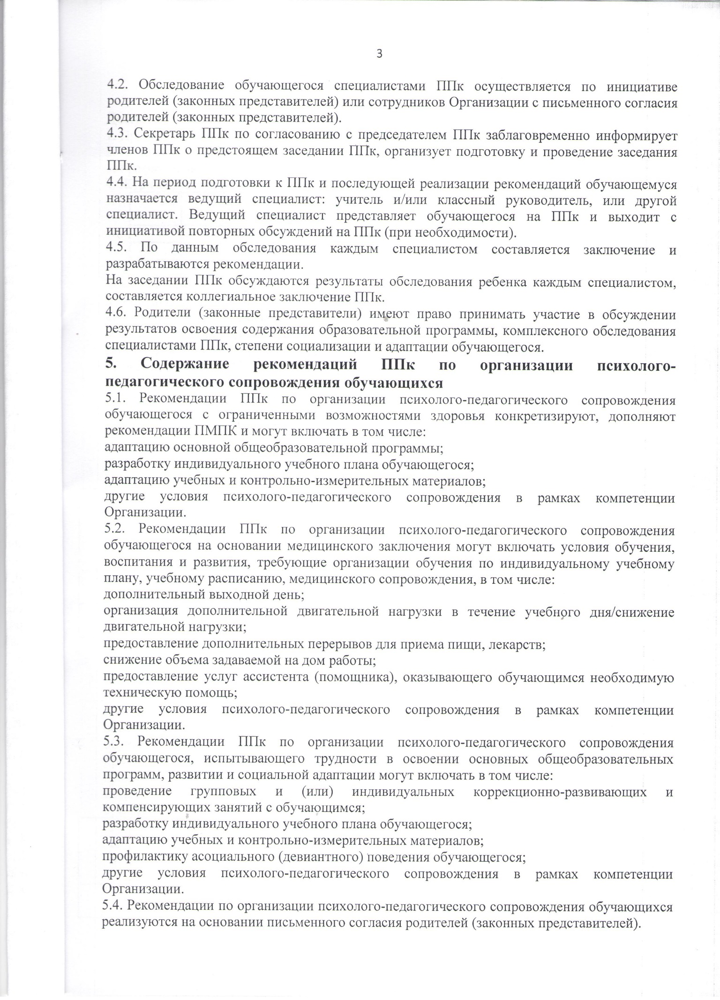 3
4.2. Обследование обучающегося специалистами ППк осуществляется по инициативе
родителей (законных представителей) или сотрудников Организации с письменного согласия
родителей (законных представителей).
4.3. Секретарь ППк по согласованию с председателем ППк заблаговременно информирует
членов ППк о предстоящем заседании ППк, организует подготовку и проведение заседания
ППк.
4.4. На период подготовки к ППк и последующей реализации рекомендаций обучающемуся
назначается ведущий специалист: учитель и/или классный руководитель, или другой
специалист. Ведущий специалист представляет обучающегося на ППк и выходит с
инициативой повторных обсуждений на ППк (при необходимости).
4.5. По данным обследования каждым специалистом составляется заключение и
разрабатываются рекомендации.
На заседании ППк обсуждаются результаты обследования ребенка каждым специалистом,
составляется коллегиальное заключение ППк.
4.6. Родители (законные представители) имеют право принимать участие в обсуждении
результатов освоения содержания образовательной программы, комплексного обследования
специалистами ППк, степени социализации и адаптации обучающегося.
5. Содержание рекомендаций ППк по организации психолого-
педагогического сопровождения обучающихся
5.1. Рекомендации ППк по организации психолого-педагогического сопровождения
обучающегося с ограниченными возможностями здоровья конкретизируют, дополняют
рекомендации ПМПК и могут включать в том числе:
адаптацию основной общеобразовательной программы;
разработку индивидуального учебного плана обучающегося;
адаптацию учебных и контрольно-измерительных материалов;
другие условия психолого-педагогического сопровождения в рамках компетенции
Организации.
5.2. Рекомендации ППк по организации психолого-педагогического сопровождения
обучающегося на основании медицинского заключения могут включать условия обучения,
воспитания и развития, требующие организации обучения по индивидуальному учебному
плану, учебному расписанию, медицинского сопровождения, в том числе:
дополнительный выходной день;
организация дополнительной двигательной нагрузки в течение учебного дня/снижение
двигательной нагрузки;
предоставление дополнительных перерывов для приема пищи, лекарств;
снижение объема задаваемой на дом работы;
предоставление услуг ассистента (помощника), оказывающего обучающимся необходимую
техническую помощь;
другие условия психолого-педагогического сопровождения в рамках компетенции
Организации.
5.3. Рекомендации ППк по организации психолого-педагогического сопровождения
обучающегося, испытывающего трудности в освоении основных общеобразовательных
программ, развитии и социальной адаптации могут включать в том числе:
проведение групповых и (или) индивидуальных коррекционно-развивающих и
компенсирующих занятий с обучающимся;
разработку индивидуального учебного плана обучающегося;
адаптацию учебных и контрольно-измерительных материалов;
профилактику асоциального (девиантного) поведения обучающегося;
другие условия психолого-педагогического сопровождения в рамках компетенции
Организации.
5.4. Рекомендации по организации психолого-педагогического сопровождения обучающихся
реализуются на основании письменного согласия родителей (законных представителей).